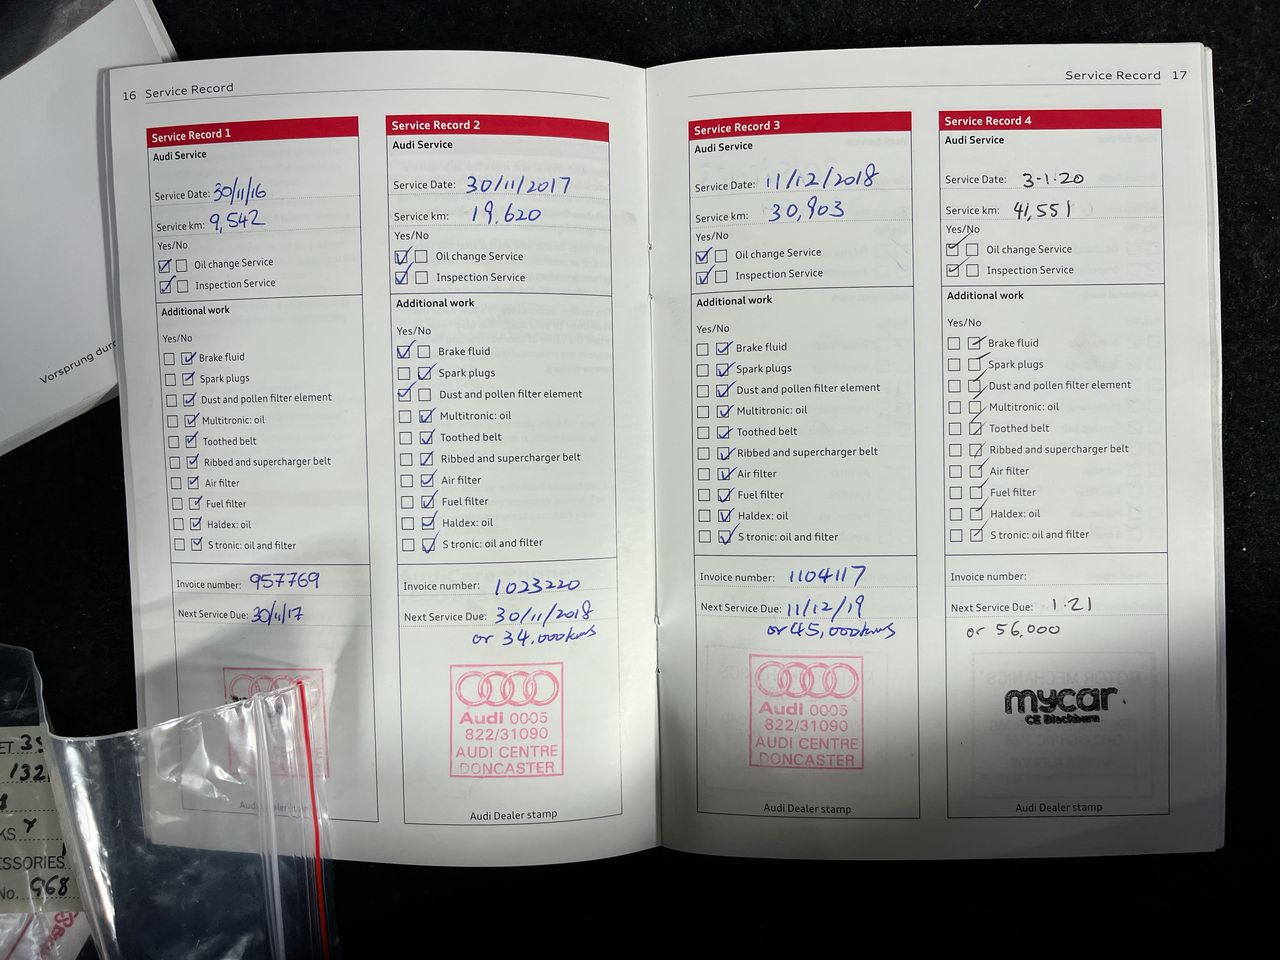 16 Service Record
Service Record 1
Audi Service
Service Date: 30/11/16
Service km: 9,542
Yes/No
Oil change Service
Inspection Service
Additional work
Yes/No
Brake fluid
Spark plugs
Dust and pollen filter element
Multitronic: oil
Toothed belt
Ribbed and supercharger belt
Air filter
Fuel filter
Haldex: oil
S tronic: oil and filter
Invoice number: 957769
Next Service Due: 30/11/17
Audi Dealer stamp
Service Record 2
Audi Service
Service Date: 30/11/2017
Service km: 19.620
Yes/No
Oil change Service
Inspection Service
Additional work
Yes/No
Brake fluid
Spark plugs
Dust and pollen filter element
Multitronic: oil
Toothed belt
Ribbed and supercharger belt
Air filter
Fuel filter
Haldex: oil
S tronic: oil and filter
Invoice number: 1023220
Next Service Due: 30/11/2018
or 34,000kms
Audi 0005
822/31090
AUDI CENTRE
DONCASTER
Audi Dealer stamp
Service Record 17
Service Record 3
Audi Service
Service Date: 11/12/2018
Service km: 30,903
Yes/No
Oil change Service
Inspection Service
Additional work
Yes/No
Brake fluid
Spark plugs
Dust and pollen filter element
Multitronic: oil
Toothed belt
Ribbed and supercharger belt
Air filter
Fuel filter
Haldex: oil
S tronic: oil and filter
Invoice number: 1104117
Next Service Due: 11/12/19
or 45,000kms
Audi 0005
822/31090
AUDI CENTRE
DONCASTER
Audi Dealer stamp
Service Record 4
Audi Service
Service Date: 3-1-20
Service km: 41,551
Yes/No
Oil change Service
Inspection Service
Additional work
Yes/No
Brake fluid
Spark plugs
Dust and pollen filter element
Multitronic: oil
Toothed belt
Ribbed and supercharger belt
Air filter
Fuel filter
Haldex: oil
S tronic: oil and filter
Invoice number:
Next Service Due: 1.21
or 56,000
mycar
CE Blackburn
Audi Dealer stamp
Vorsprung
132
No. 968